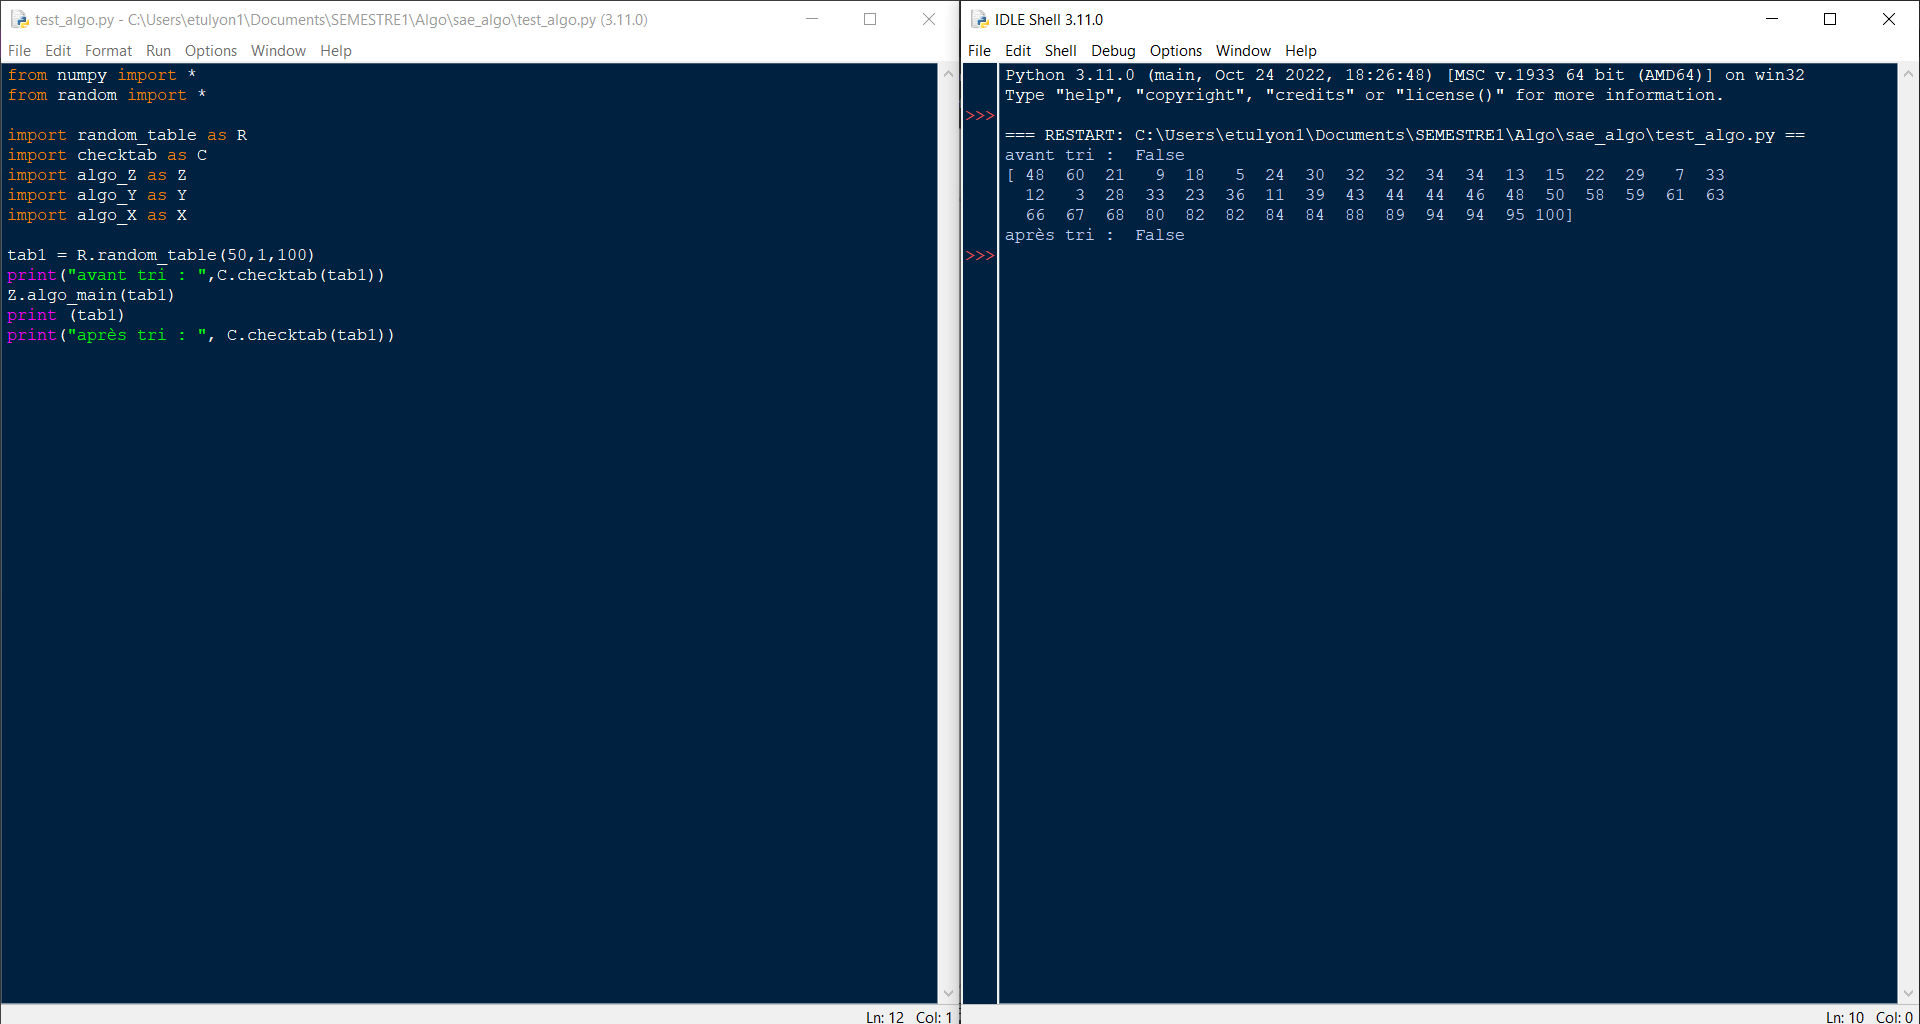 test_algo.py - C:\Users\etulyon1\Documents\SEMESTRE1\Algo\sae_algo\test_algo.py (3.11.0)
File Edit Format Run Options Window Help
from numpy import *
from random import *
import random_table as R
import checktab as C
import algo_Z as Z
import algo_Y as Y
import algo_X as X
tab1 = R.random_table(50,1,100)
print("avant tri : ",C.checktab(tab1))
Z.algo_main(tab1)
print (tab1)
print("après tri : ", C.checktab(tab1))
Ln: 12 Col: 1
IDLE Shell 3.11.0
File Edit Shell Debug Options Window Help
Python 3.11.0 (main, Oct 24 2022, 18:26:48) [MSC v.1933 64 bit (AMD64)] on win32
Type "help", "copyright", "credits" or "license()" for more information.
>>>
=== RESTART: C:\Users\etulyon1\Documents\SEMESTRE1\Algo\sae_algo\test_algo.py ==
avant tri :  False
[ 48  60  21   9  18   5  24  30  32  32  34  34  13  15  22  29   7  33
  12   3  28  33  23  36  11  39  43  44  44  46  48  50  58  59  61  63
  66  67  68  80  82  82  84  84  88  89  94  94  95 100]
après tri :  False
>>>
Ln: 10 Col: 0